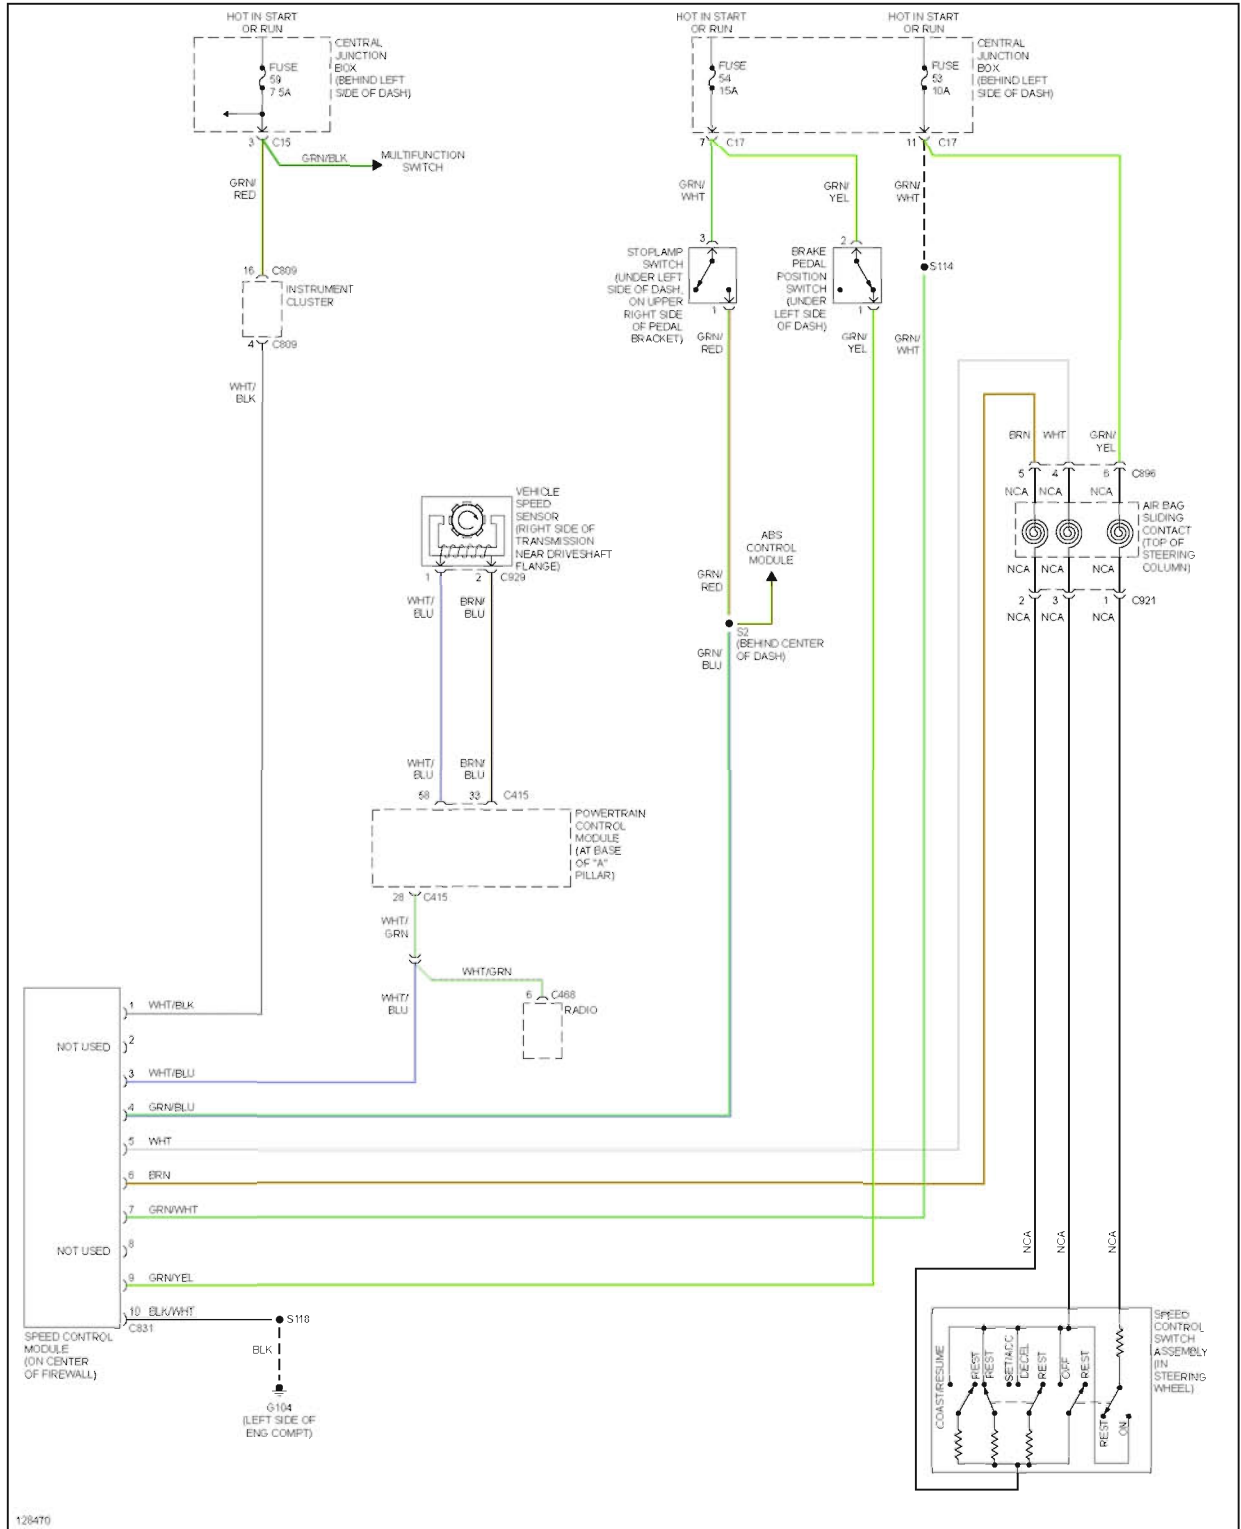 HOT IN START
OR RUN
CENTRAL
JUNCTION
BOX
(BEHIND LEFT
SIDE OF DASH)
FUSE
59
7.5A
3
C15
GRN/BLK
MULTIFUNCTION
SWITCH
GRN/
RED
16
C809
INSTRUMENT
CLUSTER
4
C809
WHT/
BLK
HOT IN START
OR RUN
HOT IN START
OR RUN
FUSE
54
15A
FUSE
53
10A
CENTRAL
JUNCTION
BOX
(BEHIND LEFT
SIDE OF DASH)
7
C17
11
C17
GRN/
WHT
GRN/
YEL
GRN/
WHT
3
STOPLAMP
SWITCH
(UNDER LEFT
SIDE OF DASH,
ON UPPER
RIGHT SIDE
OF PEDAL
BRACKET)
1
2
BRAKE
PEDAL
POSITION
SWITCH
(UNDER
LEFT SIDE
OF DASH)
1
S114
GRN/
RED
GRN/
YEL
GRN/
WHT
BRN
WHT
GRN/
YEL
5
4
6
C896
NCA
NCA
NCA
AIR BAG
SLIDING
CONTACT
(TOP OF
STEERING
COLUMN)
NCA
NCA
NCA
2
3
1
C921
NCA
NCA
NCA
VEHICLE
SPEED
SENSOR
(RIGHT SIDE OF
TRANSMISSION
NEAR DRIVESHAFT
FLANGE)
1
2
C929
WHT/
BLU
BRN/
BLU
ABS
CONTROL
MODULE
GRN/
RED
S2
(BEHIND CENTER
OF DASH)
GRN/
BLU
WHT/
BLU
BRN/
BLU
58
33
C415
POWERTRAIN
CONTROL
MODULE
(AT BASE
OF "A"
PILLAR)
28
C415
WHT/
GRN
WHT/GRN
WHT/
BLU
6
C468
RADIO
1
WHT/BLK
NOT USED
2
3
WHT/BLU
4
GRN/BLU
5
WHT
6
BRN
7
GRN/WHT
NOT USED
8
9
GRN/YEL
10
BLK/WHT
C831
SPEED CONTROL
MODULE
(ON CENTER
OF FIREWALL)
S118
BLK
G104
(LEFT SIDE OF
ENG COMPT)
NCA
NCA
NCA
SPEED
CONTROL
SWITCH
ASSEMBLY
(IN
STEERING
WHEEL)
COAST/RESUME
REST
REST
SET/ACC
DECEL
REST
OFF
REST
REST
ON
128470